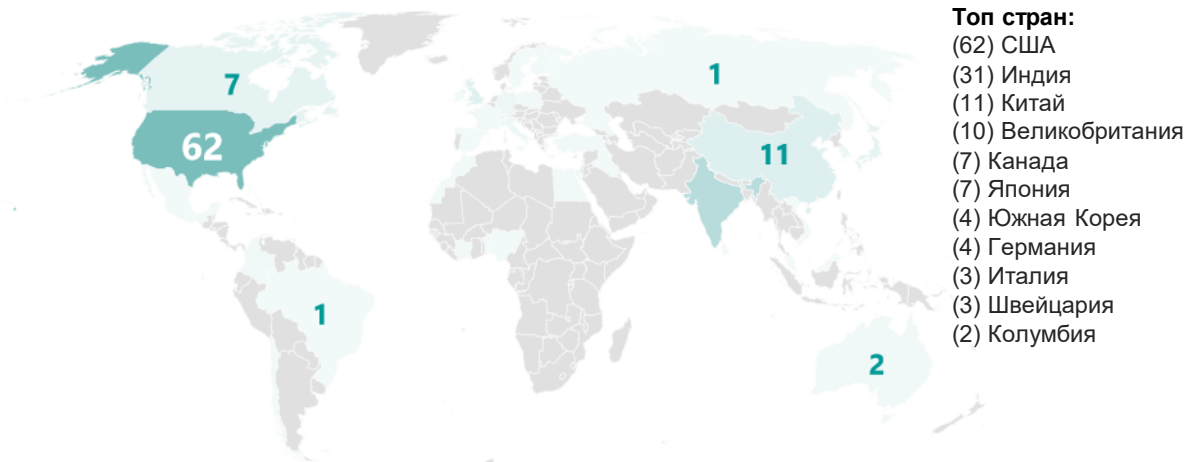 Топ стран:
(62) США
(31) Индия
(11) Китай
(10) Великобритания
(7) Канада
(7) Япония
(4) Южная Корея
(4) Германия
(3) Италия
(3) Швейцария
(2) Колумбия
7
1
62
11
1
2